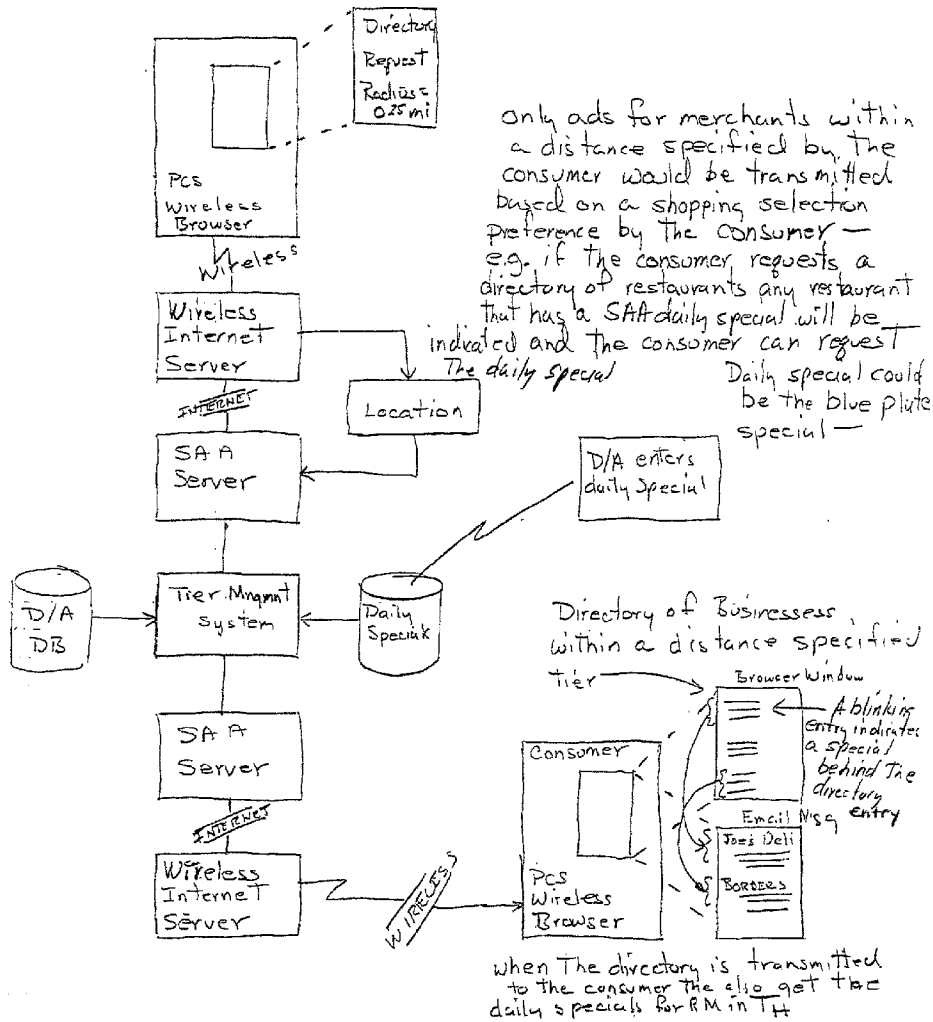 Directory
Request
Radius =
0.25 mi
PCS
Wireless
Browser
Wireless
only ads for merchants within
a distance specified by the
consumer would be transmitted
based on a shopping selection
preference by the consumer —
e.g. if the consumer requests a
directory of restaurants any restaurant
that has a SAA daily special will be
indicated and the consumer can request
the daily special
Daily special could
be the blue plate
special —
Wireless
Internet
Server
Location
INTERNET
SAA
Server
D/A enters
daily special
D/A
DB
Tier Mngmnt
System
Daily
Special
Directory of Businessess
within a distance specified
Tier
Browser Window
A blinking
entry indicates
a special
behind the
directory
entry
SAA
Server
INTERNET
Consumer
PCS
Wireless
Browser
Email Msg
Joe's Deli
BORDERS
Wireless
Internet
Server
WIRELESS
when the directory is transmitted
to the consumer the also get the
daily specials for RM in TH